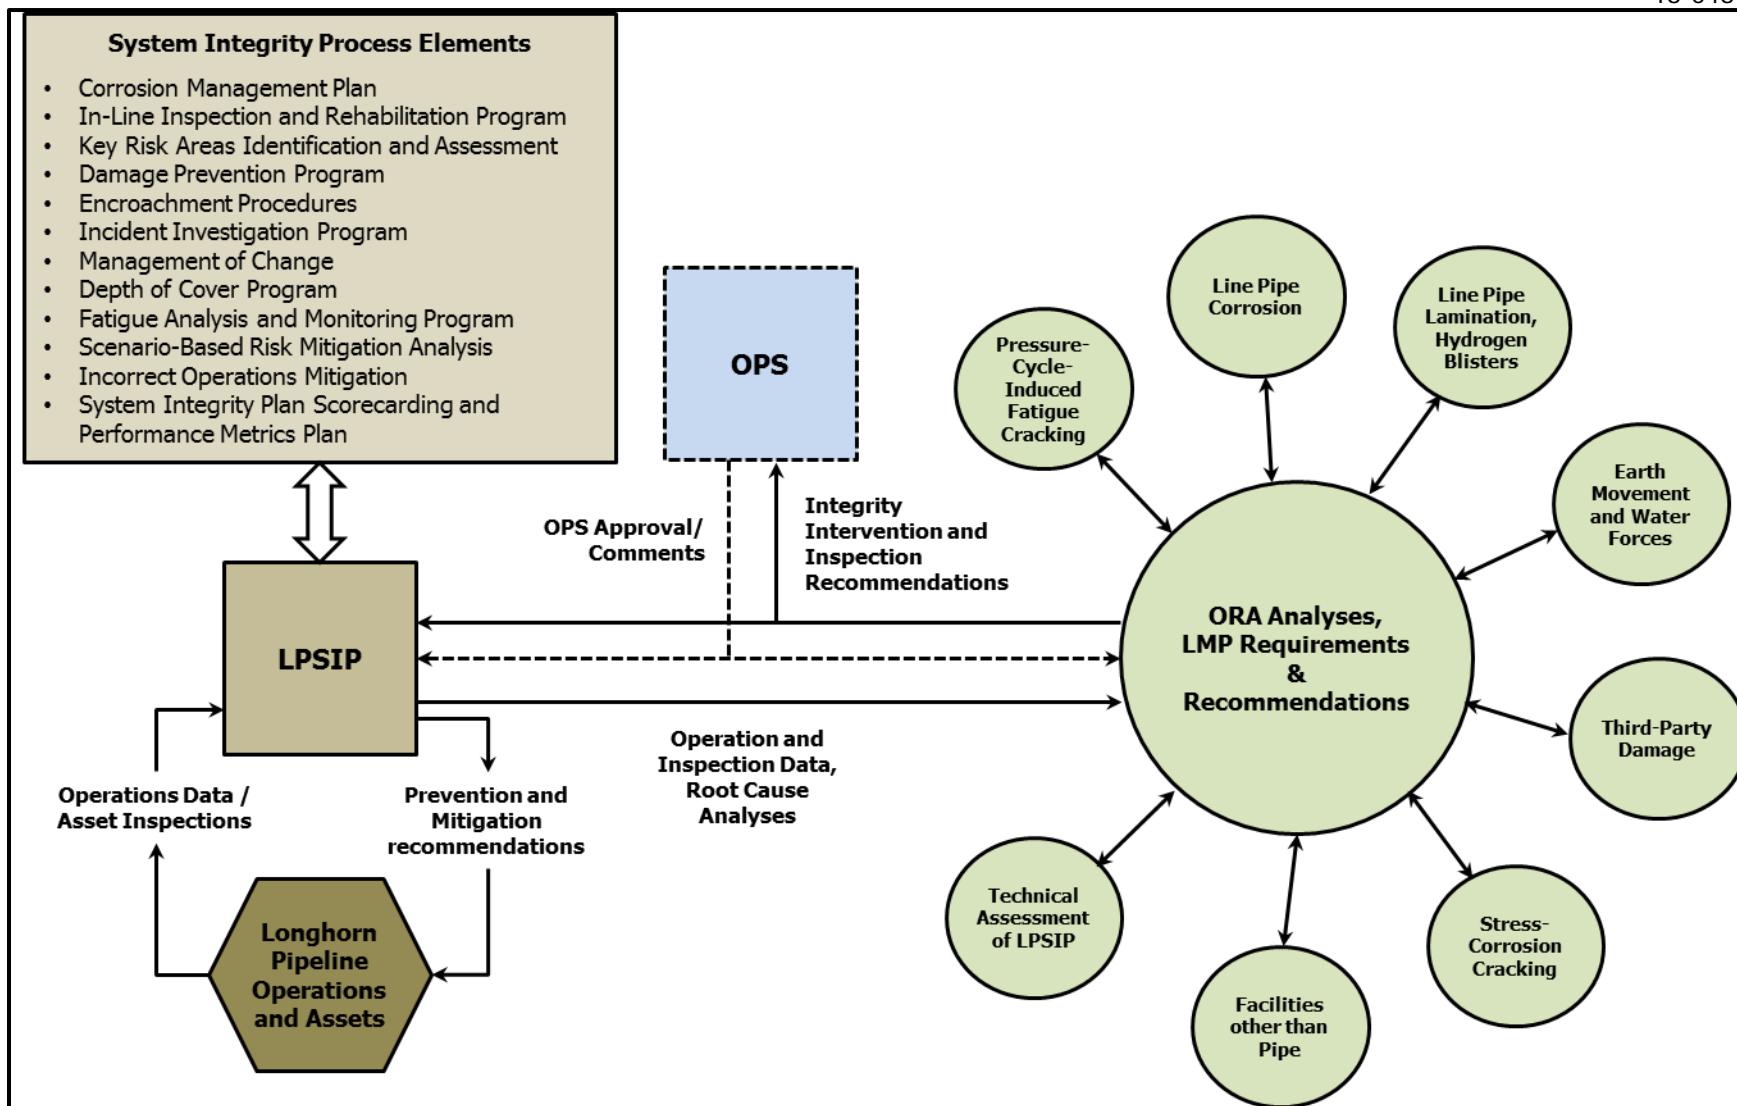 System Integrity Process Elements
• Corrosion Management Plan
• In-Line Inspection and Rehabilitation Program
• Key Risk Areas Identification and Assessment
• Damage Prevention Program
• Encroachment Procedures
• Incident Investigation Program
• Management of Change
• Depth of Cover Program
• Fatigue Analysis and Monitoring Program
• Scenario-Based Risk Mitigation Analysis
• Incorrect Operations Mitigation
• System Integrity Plan Scorecarding and
Performance Metrics Plan
OPS
OPS Approval/
Comments
Integrity
Intervention and
Inspection
Recommendations
LPSIP
Operation and
Inspection Data,
Root Cause
Analyses
Operations Data /
Asset Inspections
Prevention and
Mitigation
recommendations
Longhorn
Pipeline
Operations
and Assets
ORA Analyses,
LMP Requirements
&
Recommendations
Pressure-
Cycle-
Induced
Fatigue
Cracking
Line Pipe
Corrosion
Line Pipe
Lamination,
Hydrogen
Blisters
Earth
Movement
and Water
Forces
Third-Party
Damage
Stress-
Corrosion
Cracking
Facilities
other than
Pipe
Technical
Assessment
of LPSIP